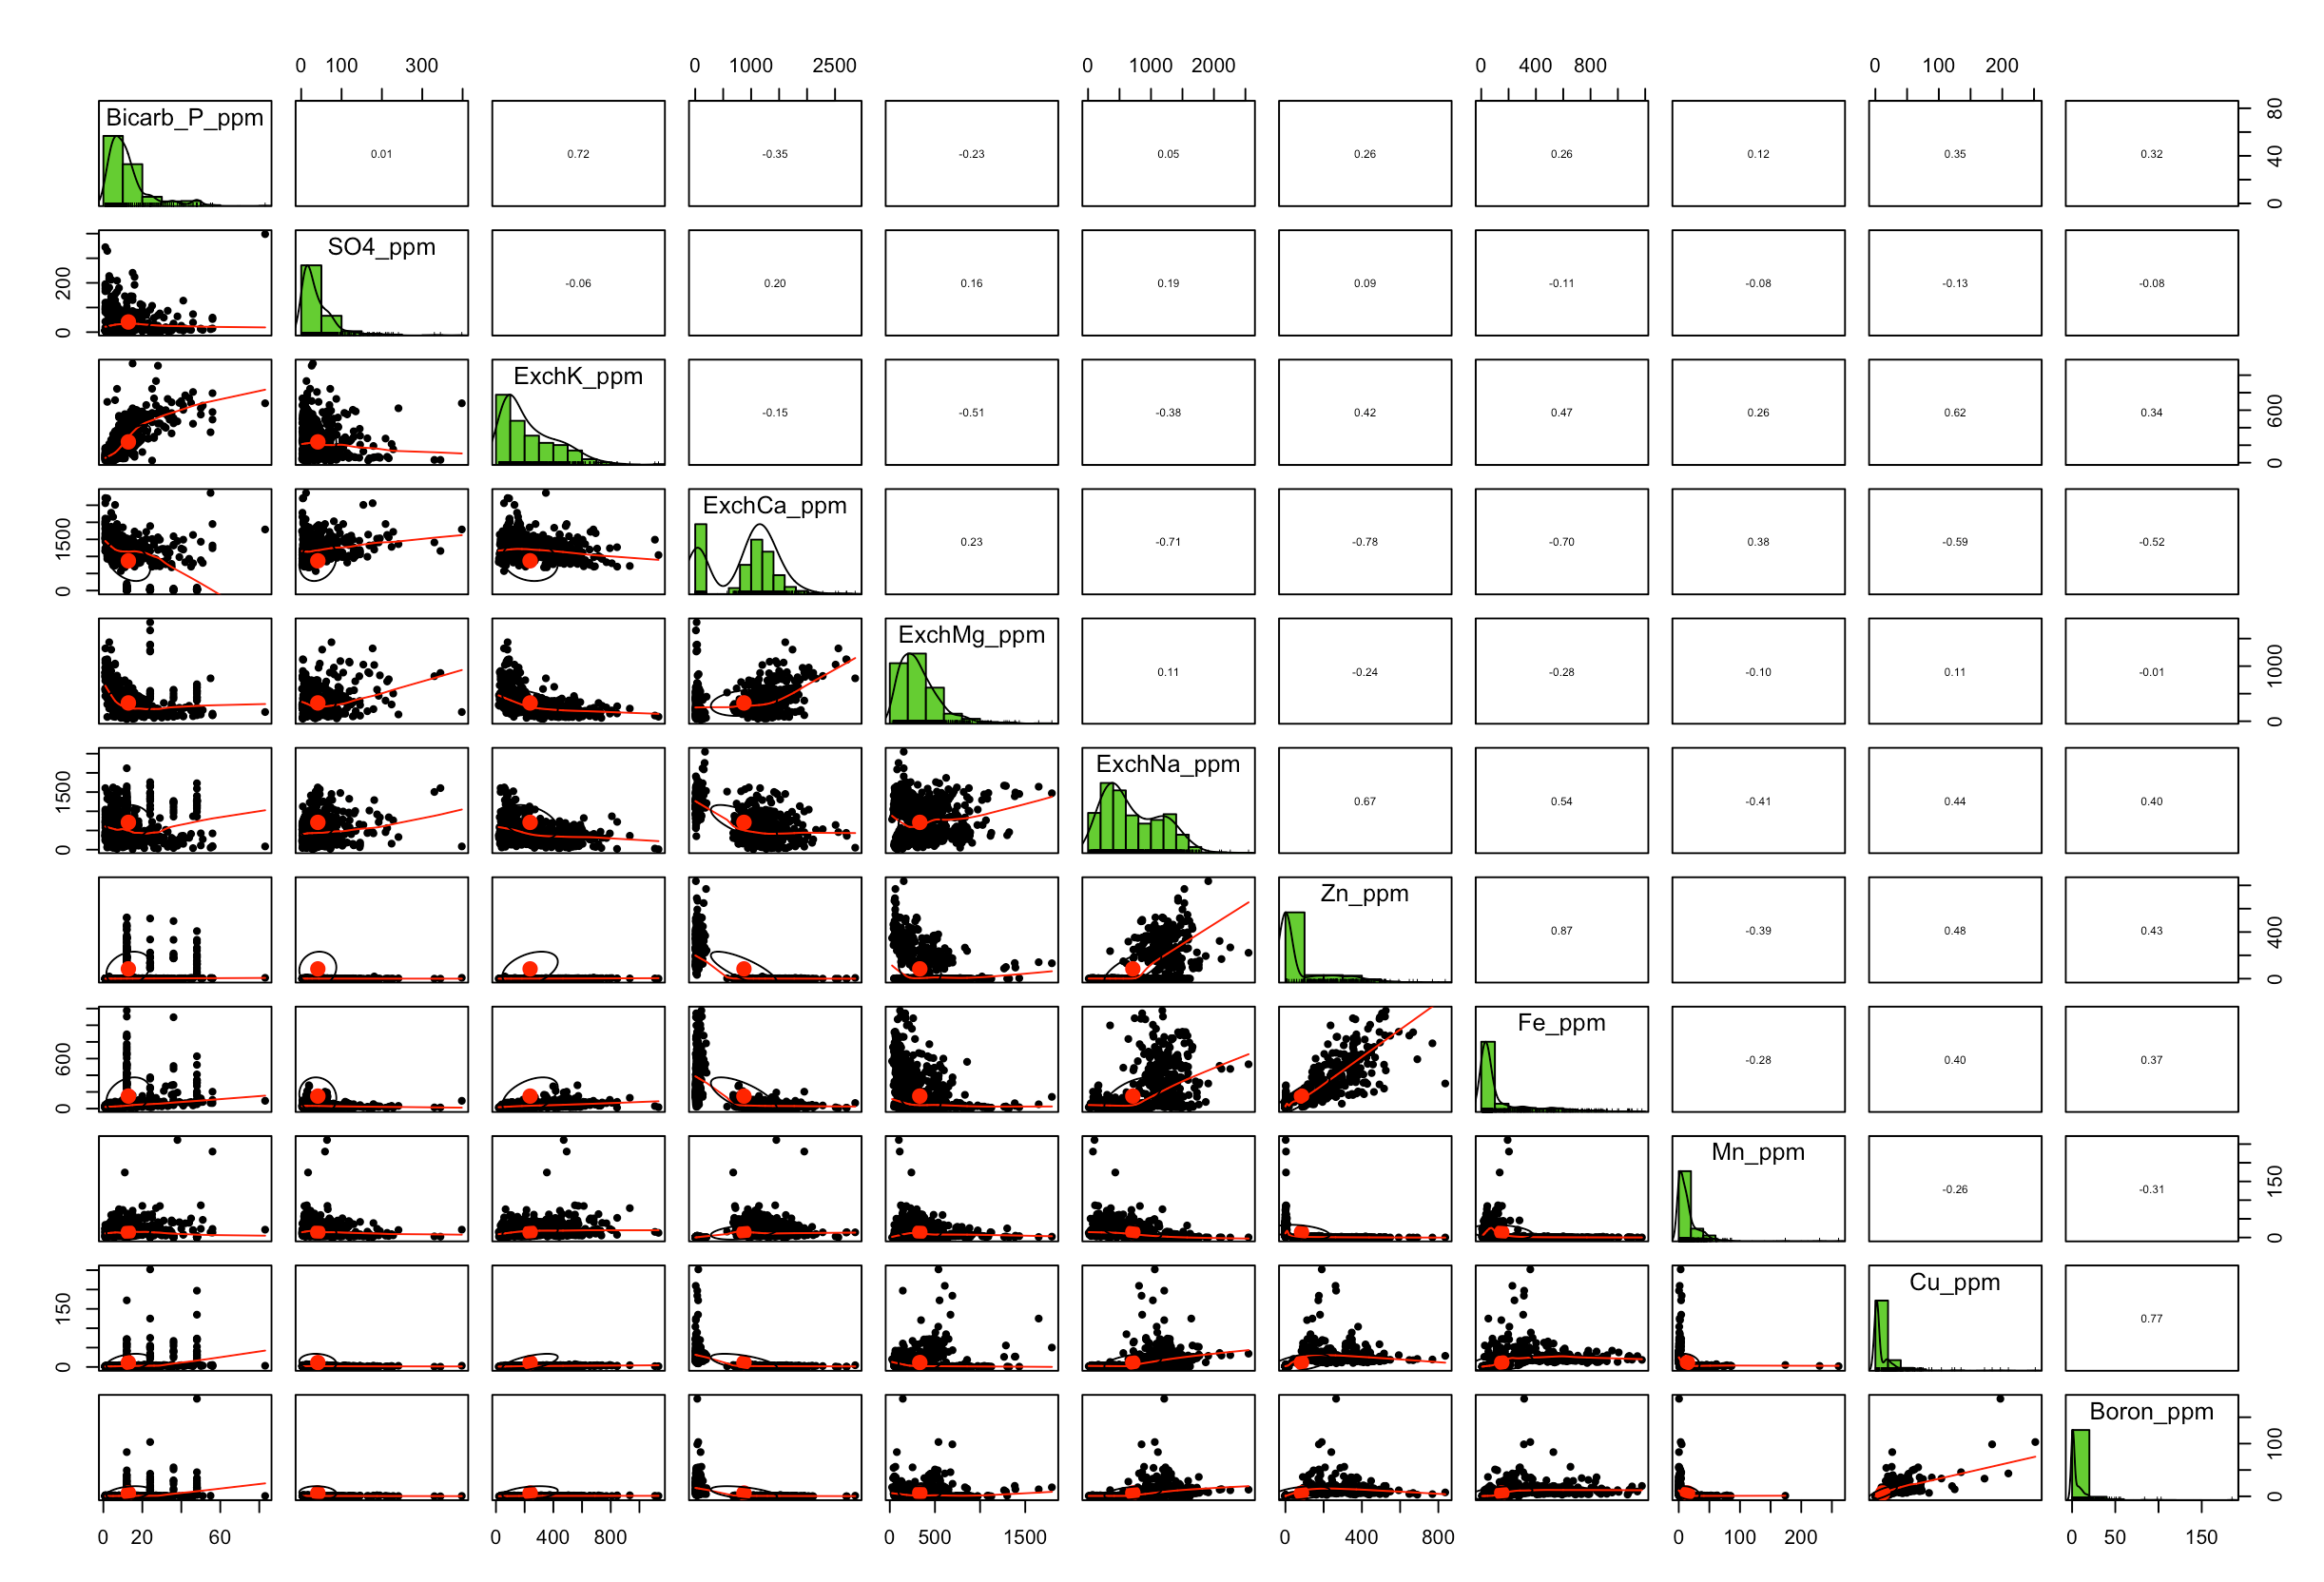 0 100 300 0 1000 2500 0 1000 2000 0 400 800 0 100 200
Bicarb_P_ppm 0.01 0.72 -0.35 -0.23 0.05 0.26 0.26 0.12 0.35 0.32 0 40 80
0 200 SO4_ppm -0.06 0.20 0.16 0.19 0.09 -0.11 -0.08 -0.13 -0.08
ExchK_ppm -0.15 -0.51 -0.38 0.42 0.47 0.26 0.62 0.34 0 600
0 1500 ExchCa_ppm 0.23 -0.71 -0.78 -0.70 0.38 -0.59 -0.52
ExchMg_ppm 0.11 -0.24 -0.28 -0.10 0.11 -0.01 0 1000
0 1500 ExchNa_ppm 0.67 0.54 -0.41 0.44 0.40
Zn_ppm 0.87 -0.39 0.48 0.43 0 400
0 600 Fe_ppm -0.28 0.40 0.37
Mn_ppm -0.26 -0.31 0 150
0 150 Cu_ppm 0.77
Boron_ppm 0 100
0 20 60 0 400 800 0 500 1500 0 400 800 0 100 200 0 50 150